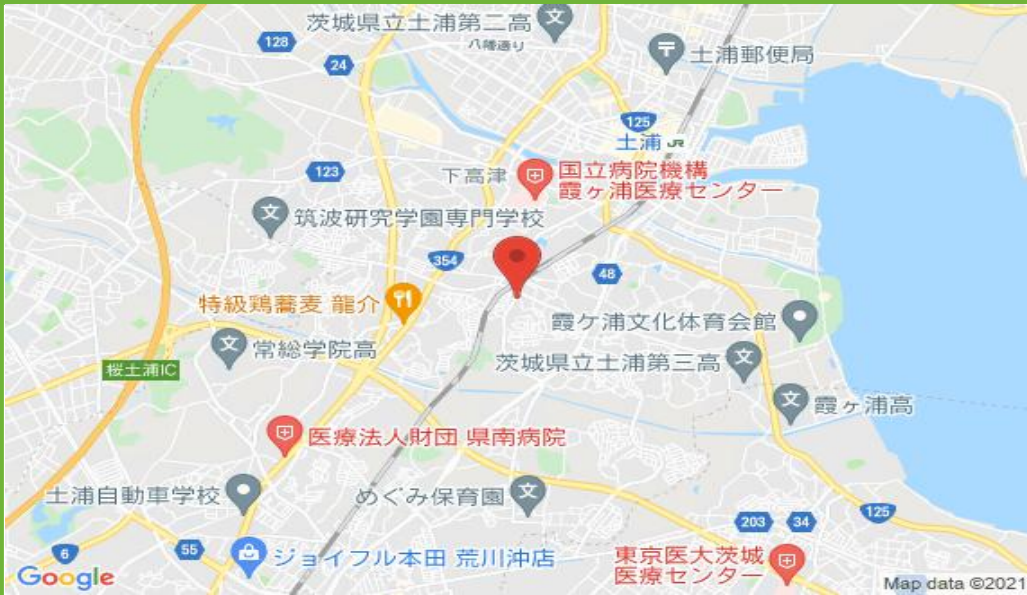 茨城県立土浦第二高
128
八幡通り
土浦郵便局
24
125
土浦 JR
123
下高津
国立病院機構
霞ヶ浦医療センター
筑波研究学園専門学校
354
48
特級鶏蕎麦 龍介
霞ケ浦文化体育会館
常総学院高
茨城県立土浦第三高
桜土浦IC
霞ヶ浦高
医療法人財団 県南病院
土浦自動車学校
めぐみ保育園
203
34
125
6
55
ジョイフル本田 荒川沖店
東京医大茨城
医療センター
Google
Map data ©2021